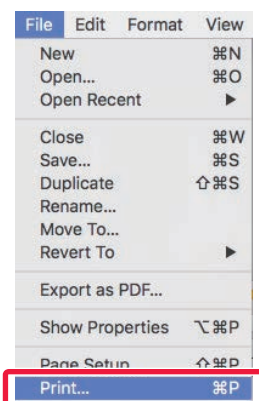 File Edit Format View
New ⌘N
Open... ⌘O
Open Recent ▶
Close ⌘W
Save... ⌘S
Duplicate ⇧⌘S
Rename...
Move To...
Revert To ▶
Export as PDF...
Show Properties ⌥⌘P
Page Setup ⇧⌘P
Print... ⌘P